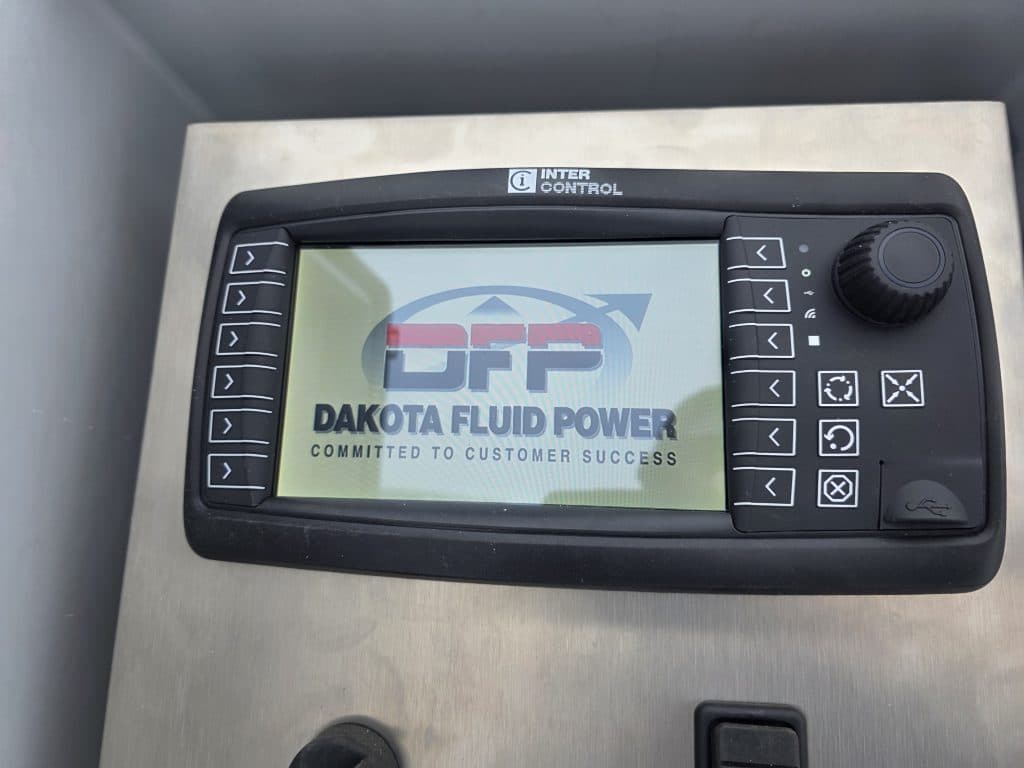 INTER
CONTROL
DFP
DAKOTA FLUID POWER
COMMITTED TO CUSTOMER SUCCESS